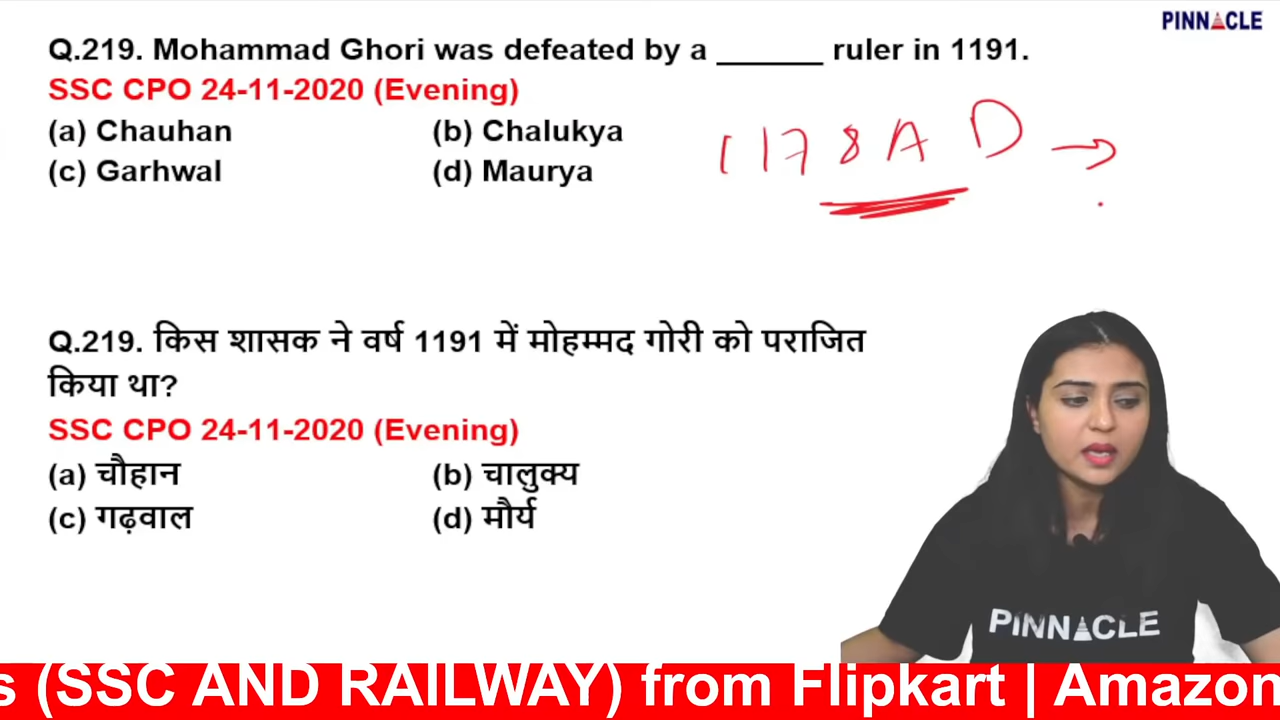 PINNACLE
Q.219. Mohammad Ghori was defeated by a ______ ruler in 1191.
SSC CPO 24-11-2020 (Evening)
(a) Chauhan (b) Chalukya
(c) Garhwal (d) Maurya
1178 AD →
Q.219. किस शासक ने वर्ष 1191 में मोहम्मद गोरी को पराजित
किया था?
SSC CPO 24-11-2020 (Evening)
(a) चौहान (b) चालुक्य
(c) गढ़वाल (d) मौर्य
PINNACLE
s (SSC AND RAILWAY) from Flipkart | Amazon